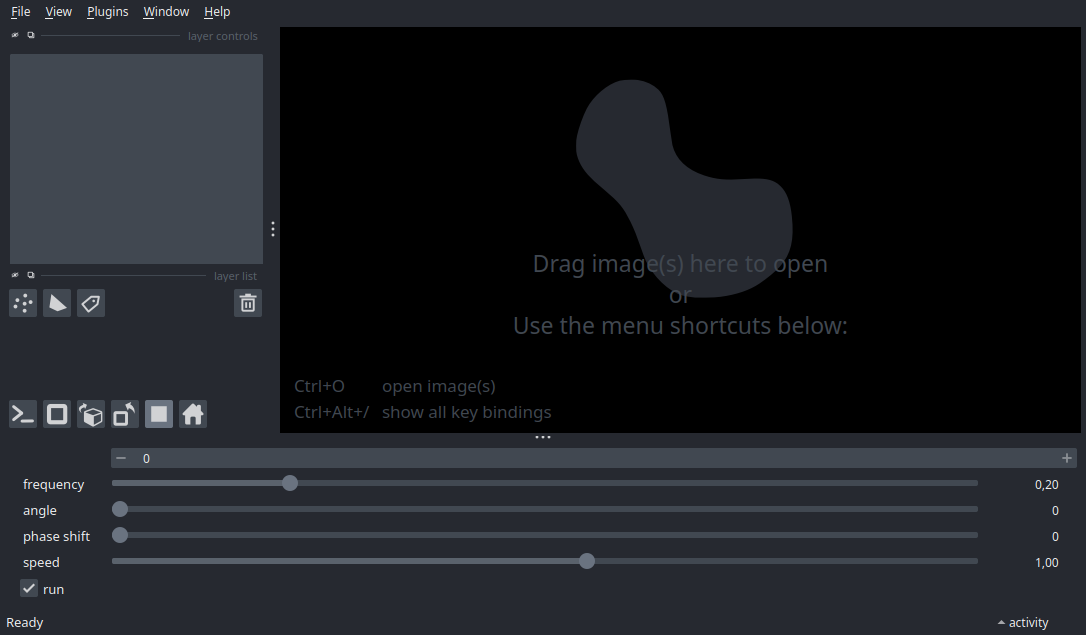 File View Plugins Window Help
layer controls
layer list
Drag image(s) here to open
or
Use the menu shortcuts below:
Ctrl+O open image(s)
Ctrl+Alt+/ show all key bindings
− 0 +
frequency 0,20
angle 0
phase shift 0
speed 1,00
run
Ready activity